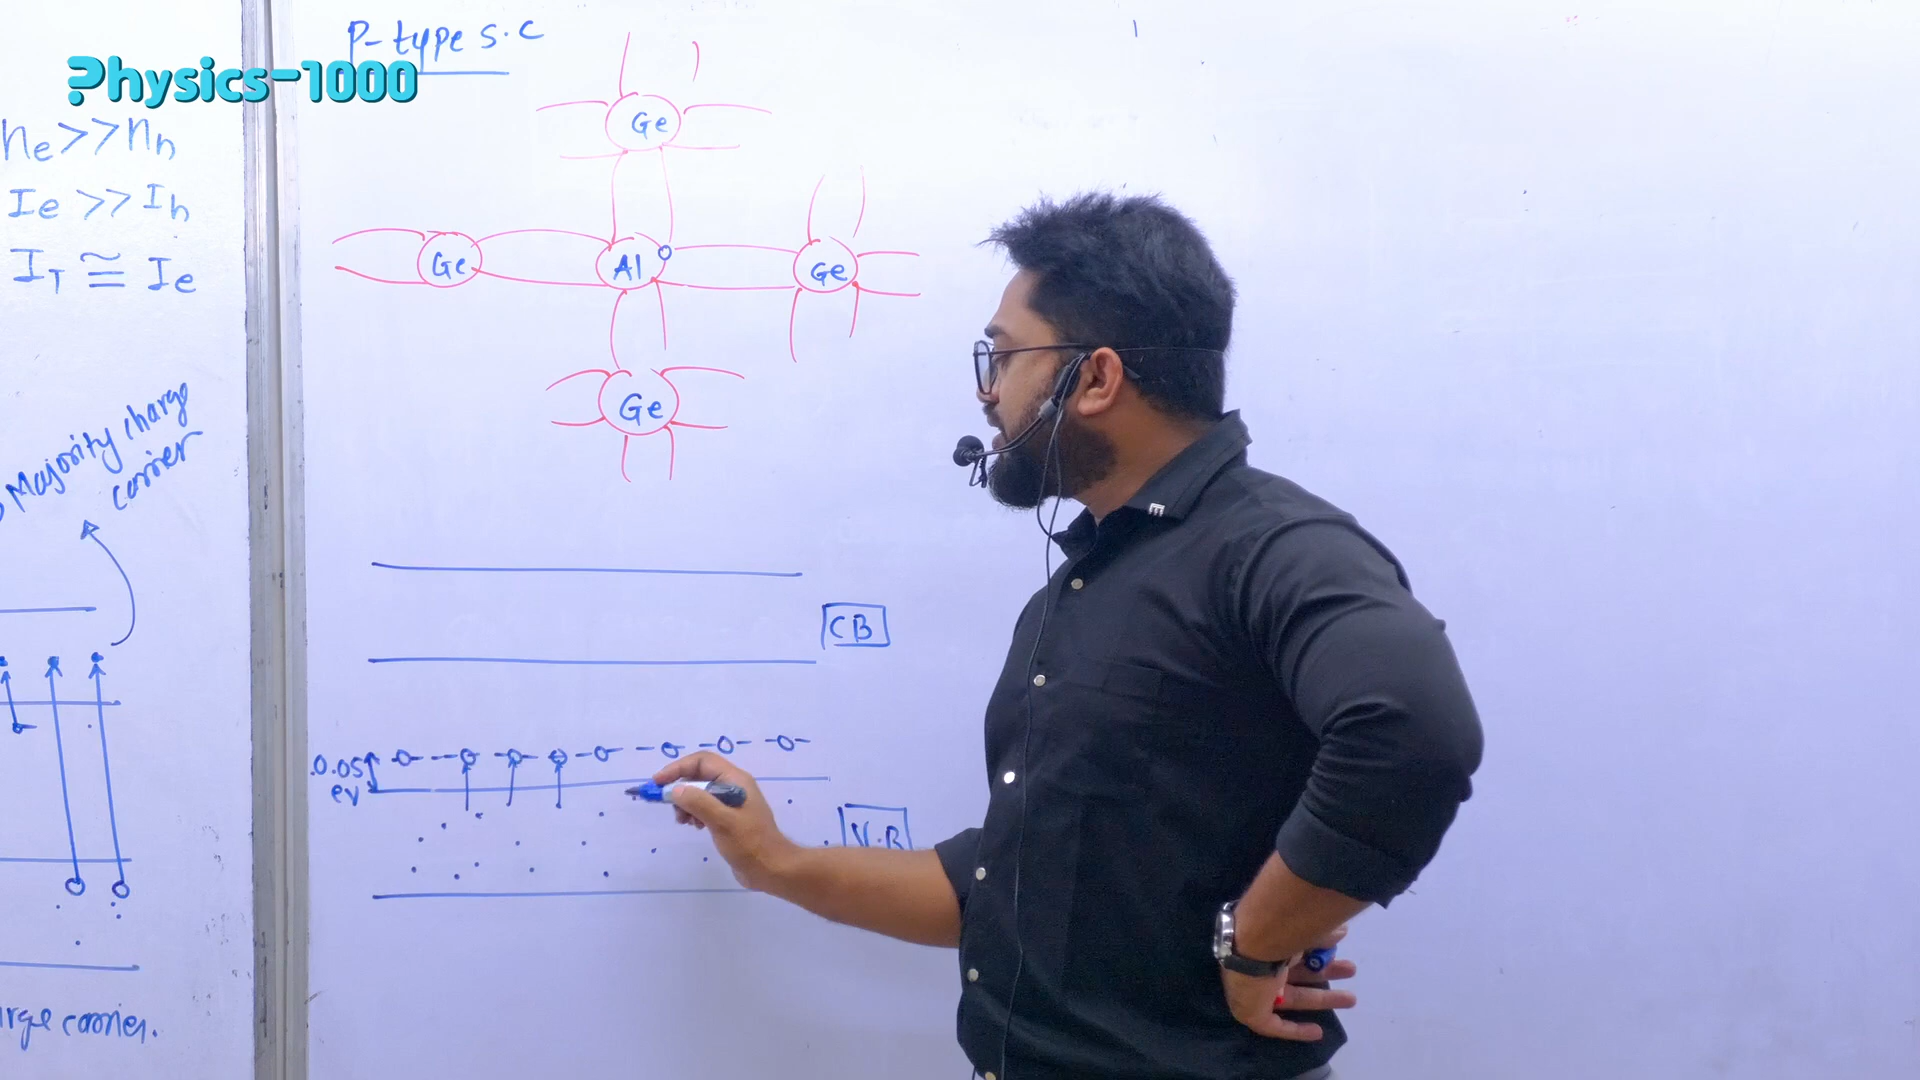 Physics-1000
ne >> nh
Ie >> Ih
IT ≅ Ie
Majority charge
carrier
carrier.
P-type S.C
Ge
Ge
Al
Ge
Ge
CB
0.05
ev
V.B